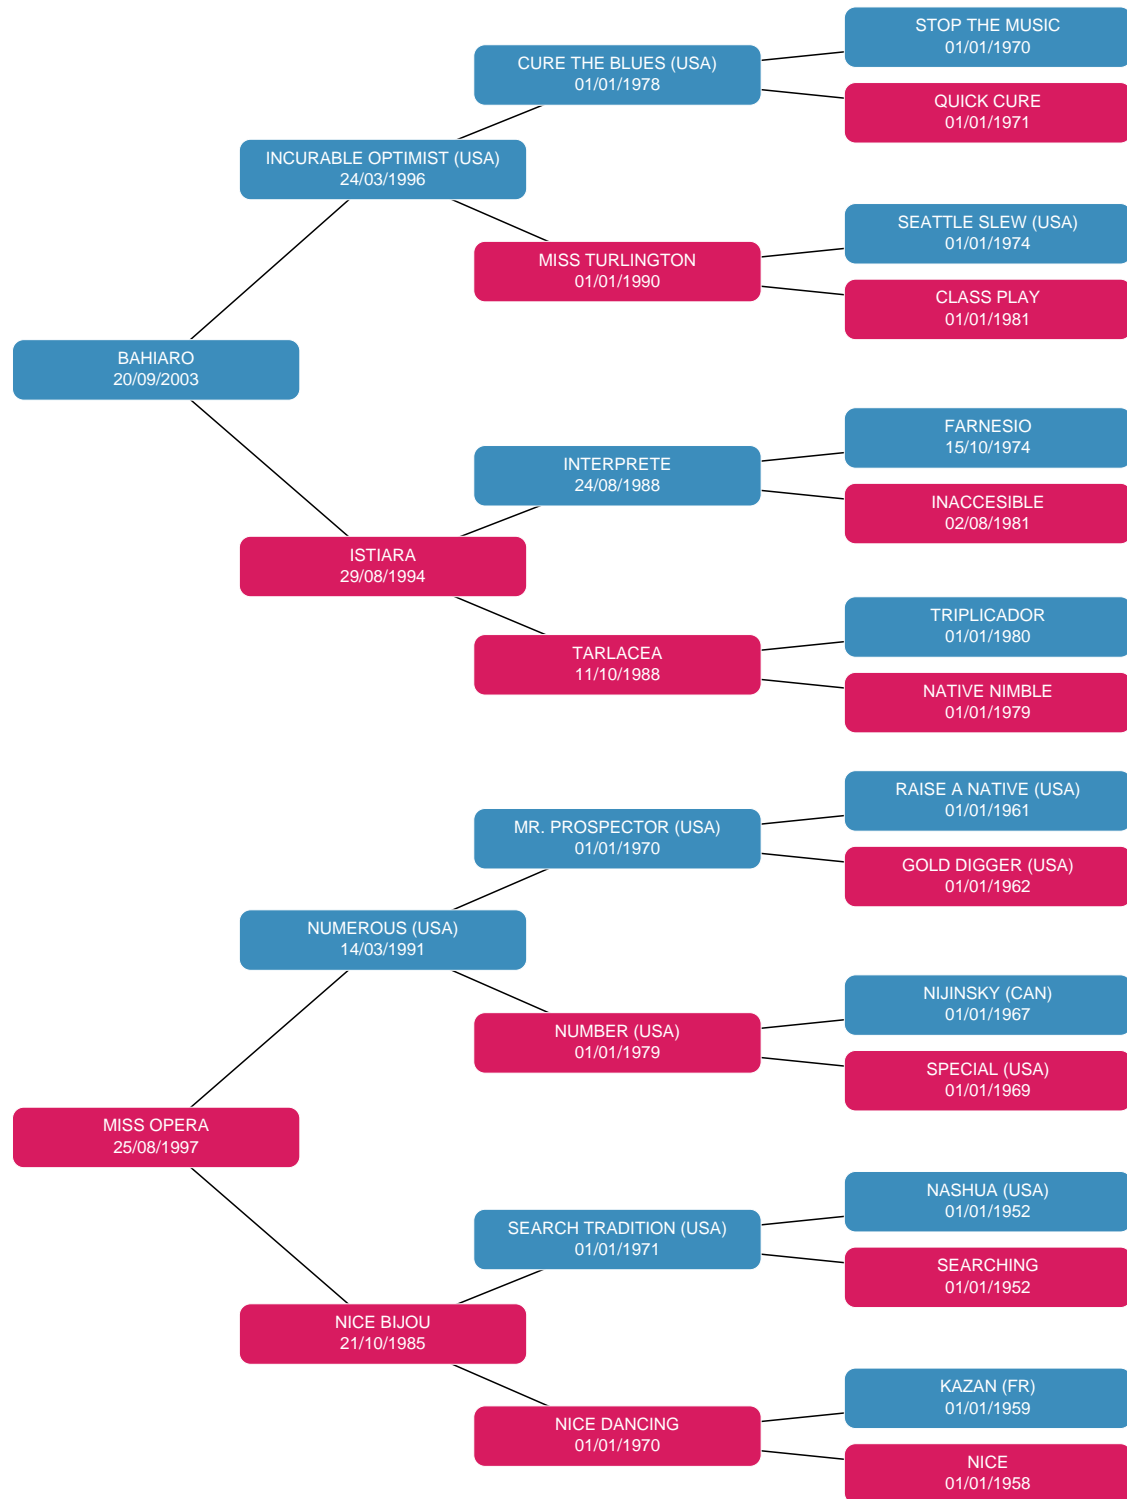 STOP THE MUSIC
01/01/1970
CURE THE BLUES (USA)
01/01/1978
QUICK CURE
01/01/1971
INCURABLE OPTIMIST (USA)
24/03/1996
SEATTLE SLEW (USA)
01/01/1974
MISS TURLINGTON
01/01/1990
CLASS PLAY
01/01/1981
BAHIARO
20/09/2003
FARNESIO
15/10/1974
INTERPRETE
24/08/1988
INACCESIBLE
02/08/1981
ISTIARA
29/08/1994
TRIPLICADOR
01/01/1980
TARLACEA
11/10/1988
NATIVE NIMBLE
01/01/1979
RAISE A NATIVE (USA)
01/01/1961
MR. PROSPECTOR (USA)
01/01/1970
GOLD DIGGER (USA)
01/01/1962
NUMEROUS (USA)
14/03/1991
NIJINSKY (CAN)
01/01/1967
NUMBER (USA)
01/01/1979
SPECIAL (USA)
01/01/1969
MISS OPERA
25/08/1997
NASHUA (USA)
01/01/1952
SEARCH TRADITION (USA)
01/01/1971
SEARCHING
01/01/1952
NICE BIJOU
21/10/1985
KAZAN (FR)
01/01/1959
NICE DANCING
01/01/1970
NICE
01/01/1958